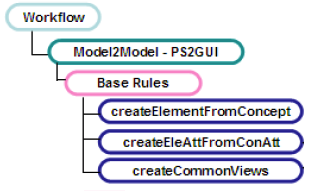 Workflow
Model2Model - PS2GUI
Base Rules
createElementFromConcept
createEleAttFromConAtt
createCommonViews